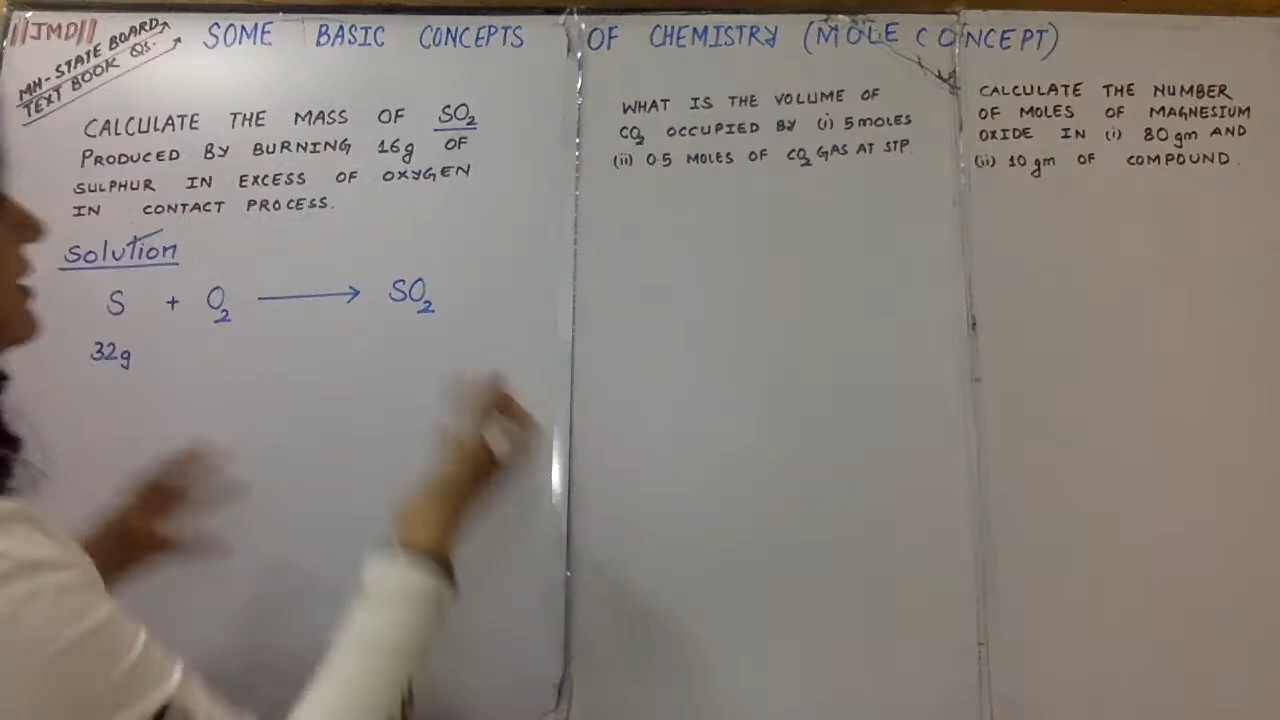 ||JMD||
MH-STATE BOARD
TEXT BOOK QS.
SOME BASIC CONCEPTS OF CHEMISTRY (MOLE CONCEPT)
CALCULATE THE MASS OF SO₂
PRODUCED BY BURNING 16g OF
SULPHUR IN EXCESS OF OXYGEN
IN CONTACT PROCESS.
Solution
S + O₂ ⟶ SO₂
32g
WHAT IS THE VOLUME OF
CO₂ OCCUPIED BY (i) 5 MOLES
(ii) 0.5 MOLES OF CO₂ GAS AT STP
CALCULATE THE NUMBER
OF MOLES OF MAGNESIUM
OXIDE IN (i) 80 gm AND
(ii) 10 gm OF COMPOUND.